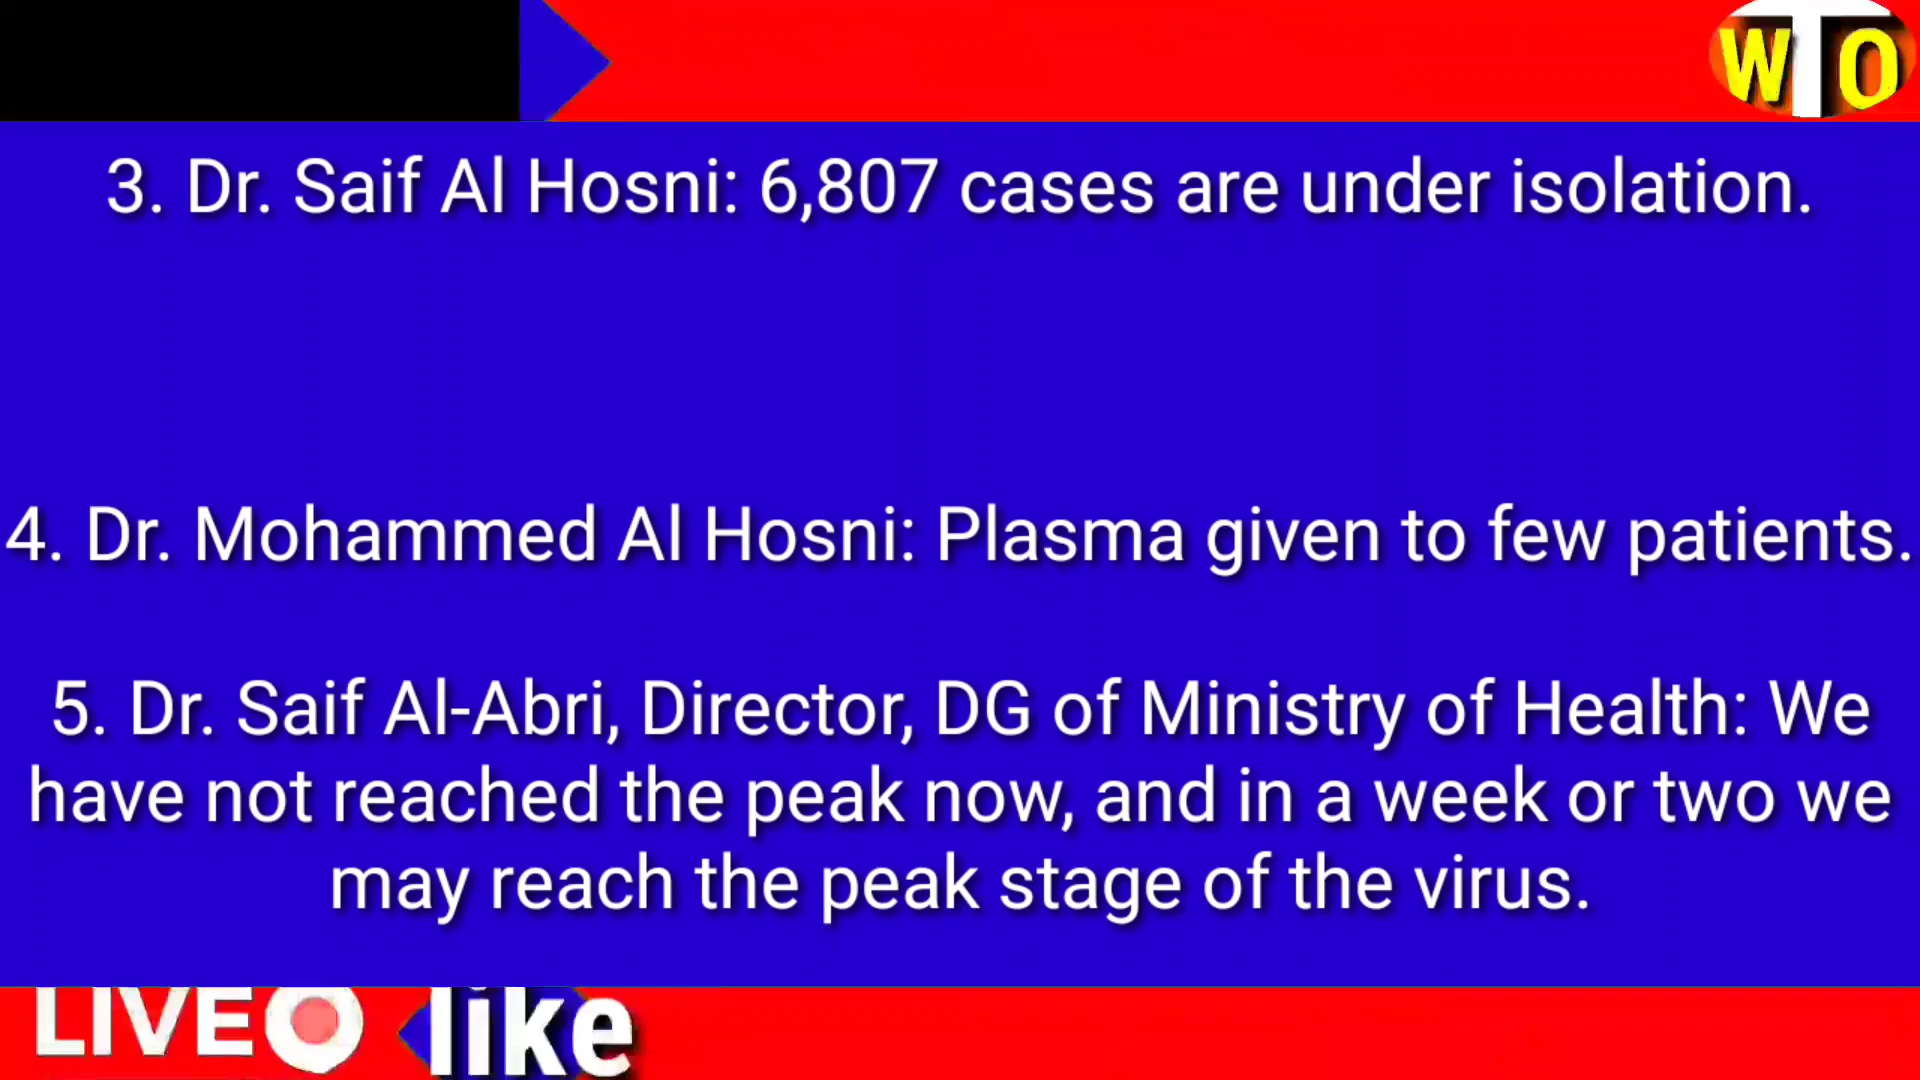 WTO
3. Dr. Saif Al Hosni: 6,807 cases are under isolation.
4. Dr. Mohammed Al Hosni: Plasma given to few patients.
5. Dr. Saif Al-Abri, Director, DG of Ministry of Health: We
have not reached the peak now, and in a week or two we
may reach the peak stage of the virus.
LIVE like